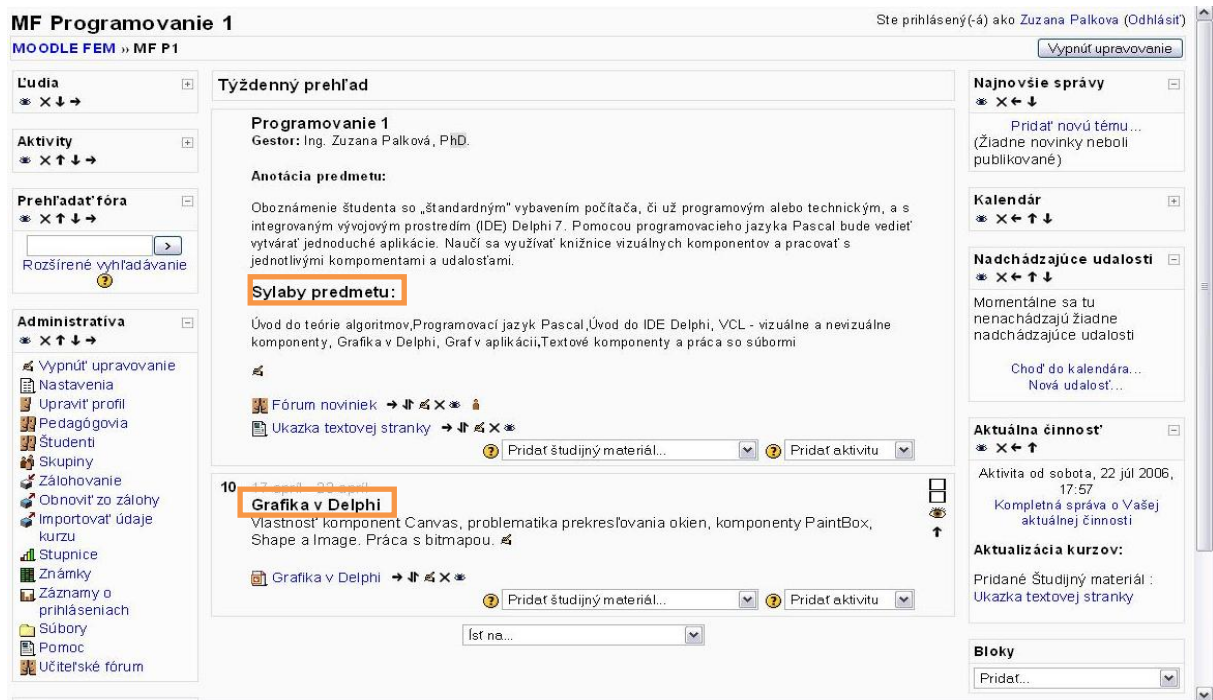 MF Programovanie 1
Ste prihlásený(-á) ako Zuzana Palkova (Odhlásiť)
MOODLE FEM » MF P1
Vypnúť upravovanie
Ľudia
Aktivity
Prehľadať fóra
Rozšírené vyhľadávanie
Administratíva
Vypnúť upravovanie
Nastavenia
Upraviť profil
Pedagógovia
Študenti
Skupiny
Zálohovanie
Obnoviť zo zálohy
Importovať údaje
kurzu
Stupnice
Známky
Záznamy o
prihláseniach
Súbory
Pomoc
Učiteľské fórum
Týždenný prehľad
Programovanie 1
Gestor: Ing. Zuzana Palková, PhD.
Anotácia predmetu:
Oboznámenie študenta so „štandardným" vybavením počítača, či už programovým alebo technickým, a s
integrovaným vývojovým prostredím (IDE) Delphi 7. Pomocou programovacieho jazyka Pascal bude vedieť
vytvárať jednoduché aplikácie. Naučí sa využívať knižnice vizuálnych komponentov a pracovať s
jednotlivými kompomentami a udalosťami.
Sylaby predmetu:
Úvod do teórie algoritmov,Programovací jazyk Pascal,Úvod do IDE Delphi, VCL - vizuálne a nevizuálne
komponenty, Grafika v Delphi, Graf v aplikácii,Textové komponenty a práca so súbormi
Fórum noviniek
Ukazka textovej stranky
Pridať študijný materiál... Pridať aktivitu
10 17 apríl - 23 apríl
Grafika v Delphi
Vlastnosť komponent Canvas, problematika prekresľovania okien, komponenty PaintBox,
Shape a Image. Práca s bitmapou.
Grafika v Delphi
Pridať študijný materiál... Pridať aktivitu
Ísť na...
Najnovšie správy
Pridať novú tému...
(Žiadne novinky neboli
publikované)
Kalendár
Nadchádzajúce udalosti
Momentálne sa tu
nenachádzajú žiadne
nadchádzajúce udalosti
Choď do kalendára...
Nová udalosť...
Aktuálna činnosť
Aktivita od sobota, 22 júl 2006,
17:57
Kompletná správa o Vašej
aktuálnej činnosti
Aktualizácia kurzov:
Pridané Študijný materiál :
Ukazka textovej stranky
Bloky
Pridať...